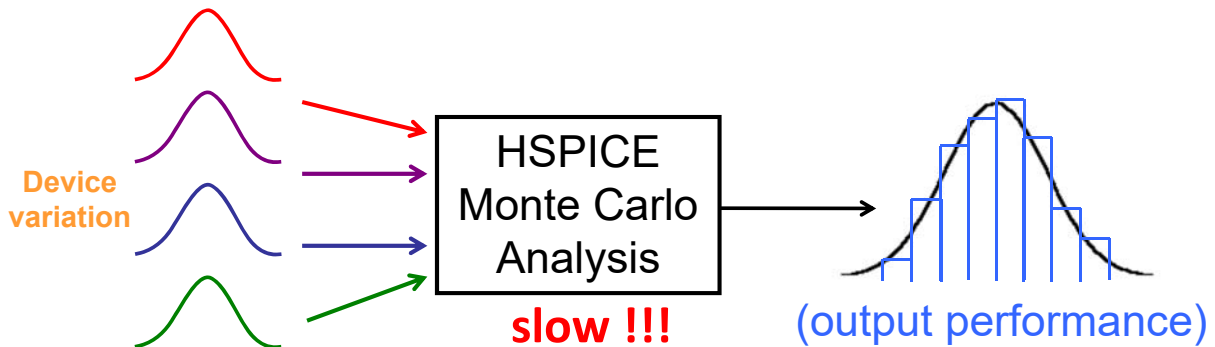 Device
variation
HSPICE
Monte Carlo
Analysis
slow !!!
(output performance)